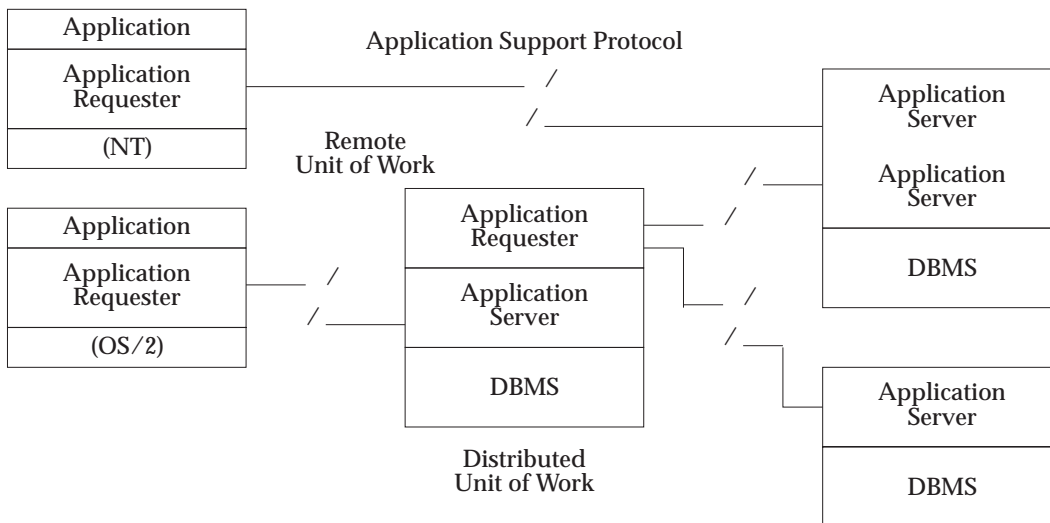 Application
Application
Requester
(NT)
Application Support Protocol
Remote
Unit of Work
Application
Server
Application
Server
DBMS
Application
Application
Requester
(OS/2)
Application
Requester
Application
Server
DBMS
Distributed
Unit of Work
Application
Server
DBMS